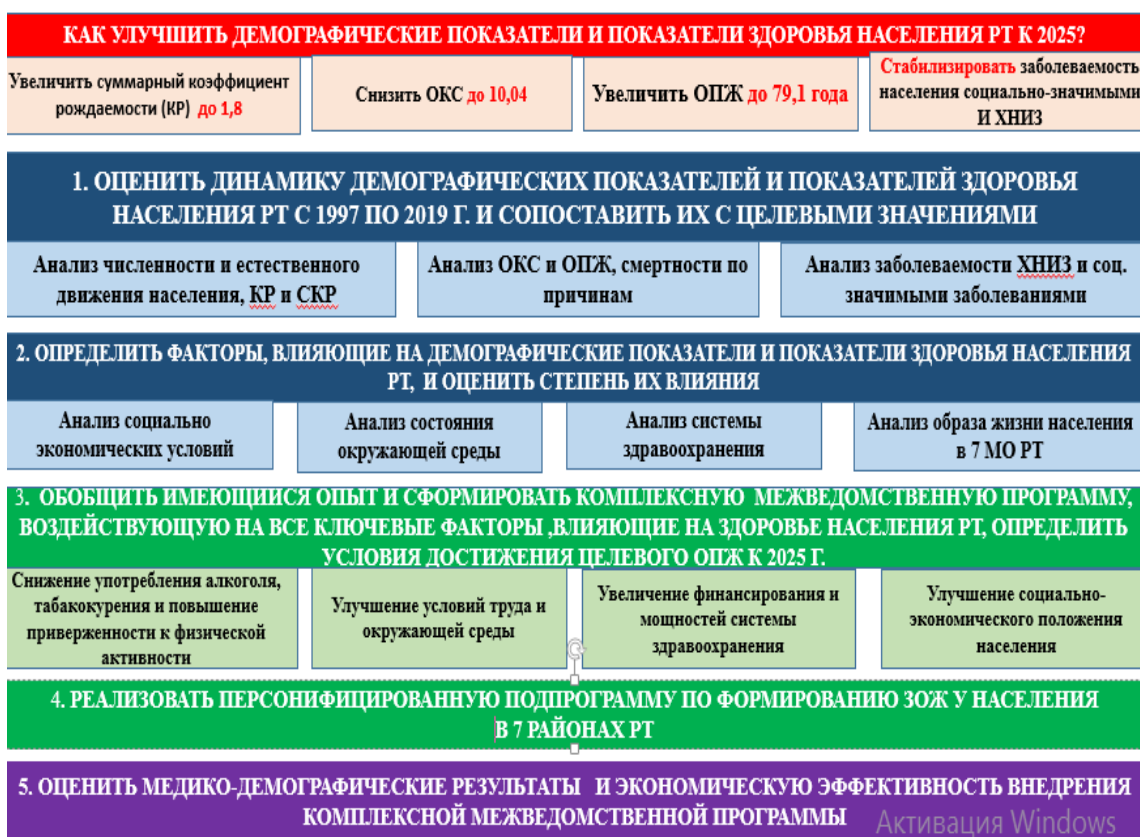 КАК УЛУЧШИТЬ ДЕМОГРАФИЧЕСКИЕ ПОКАЗАТЕЛИ И ПОКАЗАТЕЛИ ЗДОРОВЬЯ НАСЕЛЕНИЯ РТ К 2025?
Увеличить суммарный коэффициент
рождаемости (КР) до 1,8
Снизить ОКС до 10,04
Увеличить ОПЖ до 79,1 года
Стабилизировать заболеваемость
населения социально-значимыми
И ХНИЗ
1. ОЦЕНИТЬ ДИНАМИКУ ДЕМОГРАФИЧЕСКИХ ПОКАЗАТЕЛЕЙ И ПОКАЗАТЕЛЕЙ ЗДОРОВЬЯ
НАСЕЛЕНИЯ РТ С 1997 ПО 2019 Г. И СОПОСТАВИТЬ ИХ С ЦЕЛЕВЫМИ ЗНАЧЕНИЯМИ
Анализ численности и естественного
движения населения, КР и СКР
Анализ ОКС и ОПЖ, смертности по
причинам
Анализ заболеваемости ХНИЗ и соц.
значимыми заболеваниями
2. ОПРЕДЕЛИТЬ ФАКТОРЫ, ВЛИЯЮЩИЕ НА ДЕМОГРАФИЧЕСКИЕ ПОКАЗАТЕЛИ И ПОКАЗАТЕЛИ ЗДОРОВЬЯ НАСЕЛЕНИЯ
РТ, И ОЦЕНИТЬ СТЕПЕНЬ ИХ ВЛИЯНИЯ
Анализ социально
экономических условий
Анализ состояния
окружающей среды
Анализ системы
здравоохранения
Анализ образа жизни населения
в 7 МО РТ
3. ОБОБЩИТЬ ИМЕЮЩИЙСЯ ОПЫТ И СФОРМИРОВАТЬ КОМПЛЕКСНУЮ МЕЖВЕДОМСТВЕННУЮ ПРОГРАММУ,
ВОЗДЕЙСТВУЮЩУЮ НА ВСЕ КЛЮЧЕВЫЕ ФАКТОРЫ ,ВЛИЯЮЩИЕ НА ЗДОРОВЬЕ НАСЕЛЕНИЯ РТ, ОПРЕДЕЛИТЬ
УСЛОВИЯ ДОСТИЖЕНИЯ ЦЕЛЕВОГО ОПЖ К 2025 Г.
Снижение употребления алкоголя,
табакокурения и повышение
приверженности к физической
активности
Улучшение условий труда и
окружающей среды
Увеличение финансирования и
мощностей системы
здравоохранения
Улучшение социально-
экономического положения
населения
4. РЕАЛИЗОВАТЬ ПЕРСОНИФИЦИРОВАННУЮ ПОДПРОГРАММУ ПО ФОРМИРОВАНИЮ ЗОЖ У НАСЕЛЕНИЯ
В 7 РАЙОНАХ РТ
5. ОЦЕНИТЬ МЕДИКО-ДЕМОГРАФИЧЕСКИЕ РЕЗУЛЬТАТЫ И ЭКОНОМИЧЕСКУЮ ЭФФЕКТИВНОСТЬ ВНЕДРЕНИЯ
КОМПЛЕКСНОЙ МЕЖВЕДОМСТВЕННОЙ ПРОГРАММЫ
Активация Windows